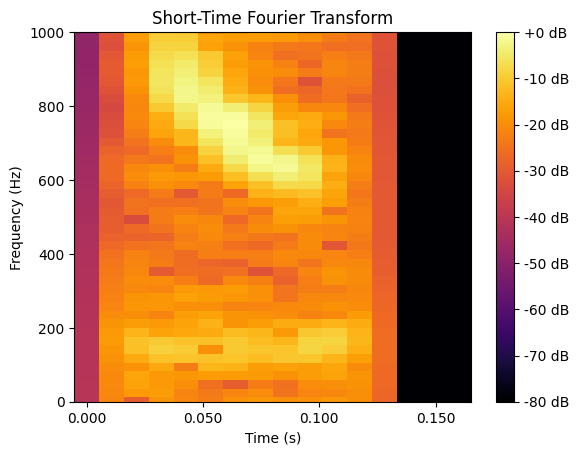 Short-Time Fourier Transform
1000
800
600
400
200
0
Frequency (Hz)
0.000
0.050
0.100
0.150
Time (s)
+0 dB
-10 dB
-20 dB
-30 dB
-40 dB
-50 dB
-60 dB
-70 dB
-80 dB